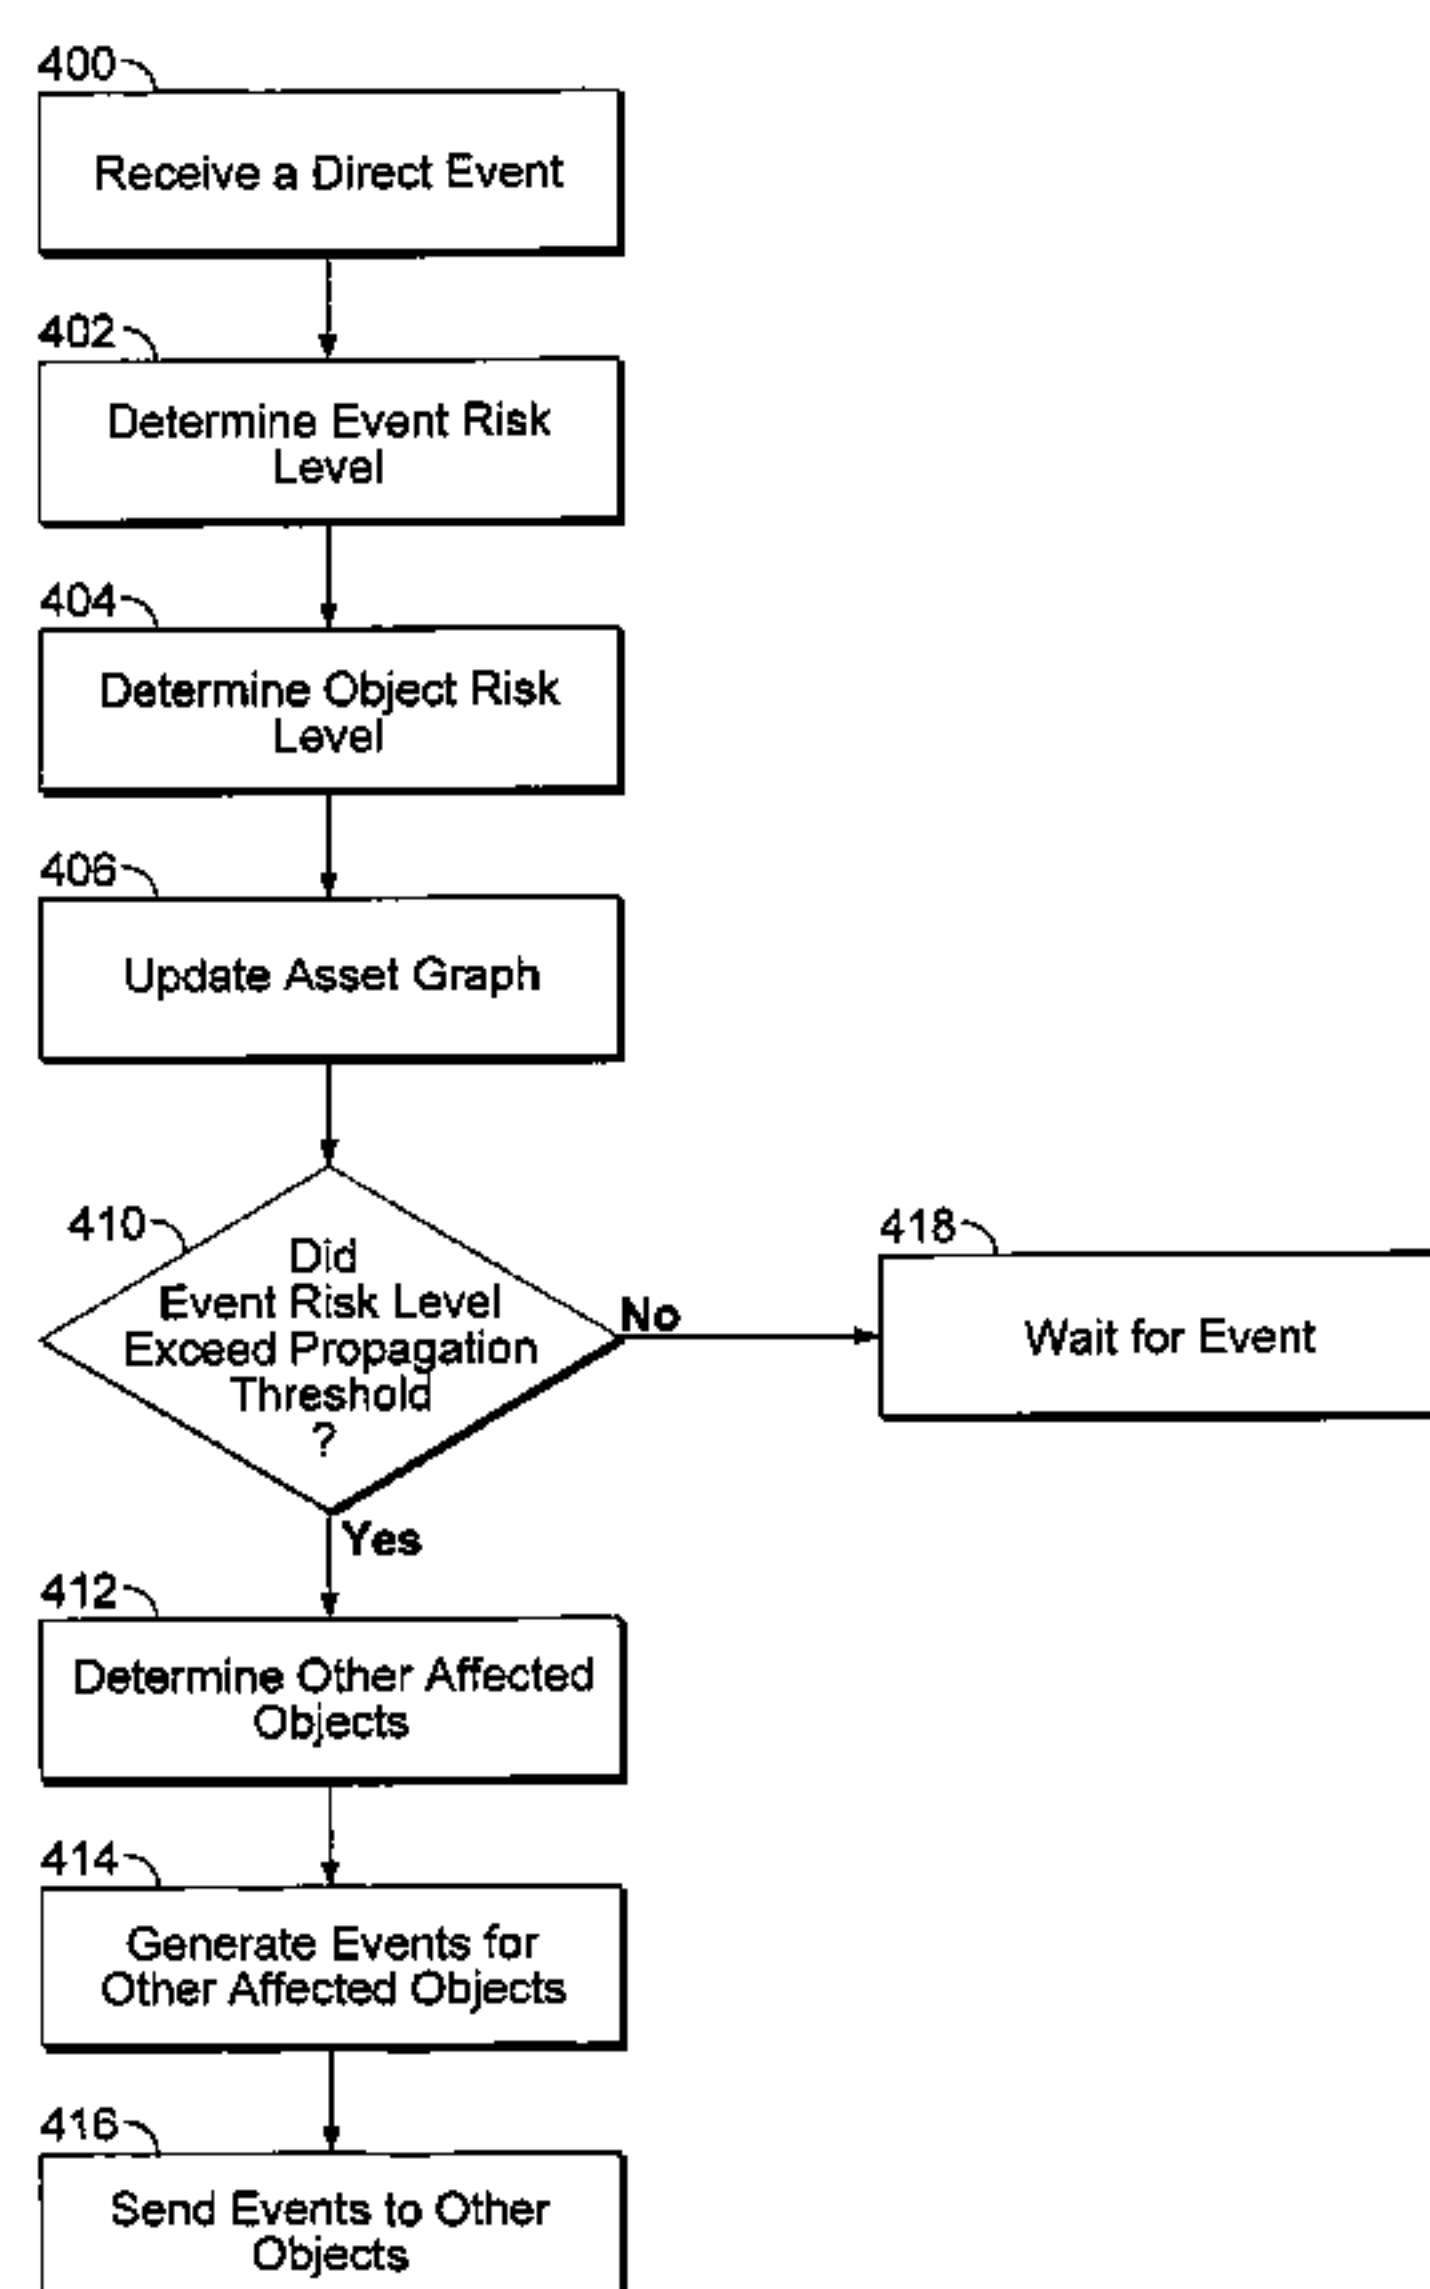 400
Receive a Direct Event
402
Determine Event Risk
Level
404
Determine Object Risk
Level
406
Update Asset Graph
410
Did
Event Risk Level
Exceed Propagation
Threshold
?
No
418
Wait for Event
Yes
412
Determine Other Affected
Objects
414
Generate Events for
Other Affected Objects
416
Send Events to Other
Objects